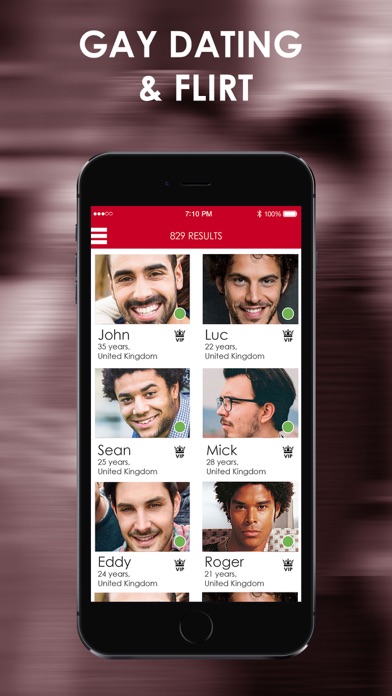 GAY DATING
& FLIRT
7:10 PM
100%
829 RESULTS
John
VIP
35 years,
United Kingdom
Luc
VIP
22 years,
United Kingdom
Sean
VIP
25 years,
United Kingdom
Mick
VIP
28 years,
United Kingdom
Eddy
VIP
24 years,
United Kingdom
Roger
VIP
21 years,
United Kingdom